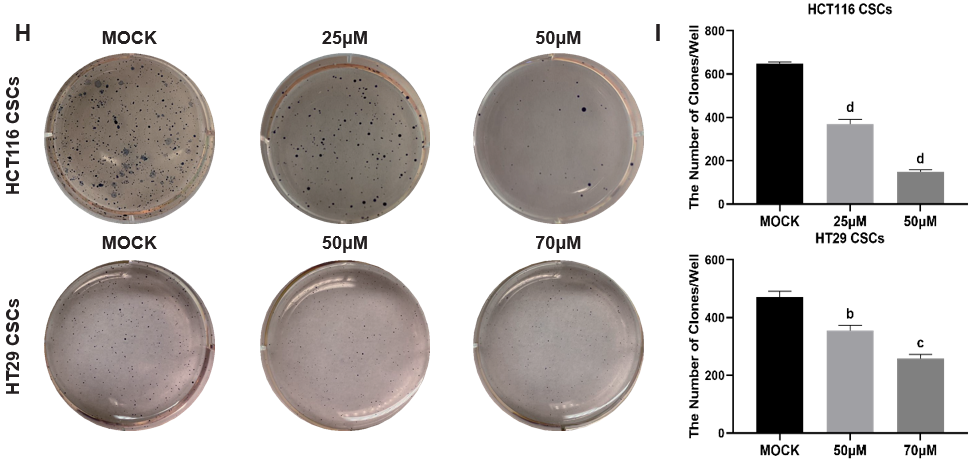 H
MOCK
25µM
50µM
HCT116 CSCs
MOCK
50µM
70µM
HT29 CSCs
I
HCT116 CSCs
The Number of Clones/Well
800
600
400
200
0
d
d
MOCK
25µM
50µM
HT29 CSCs
The Number of Clones/Well
600
400
200
0
b
c
MOCK
50µM
70µM